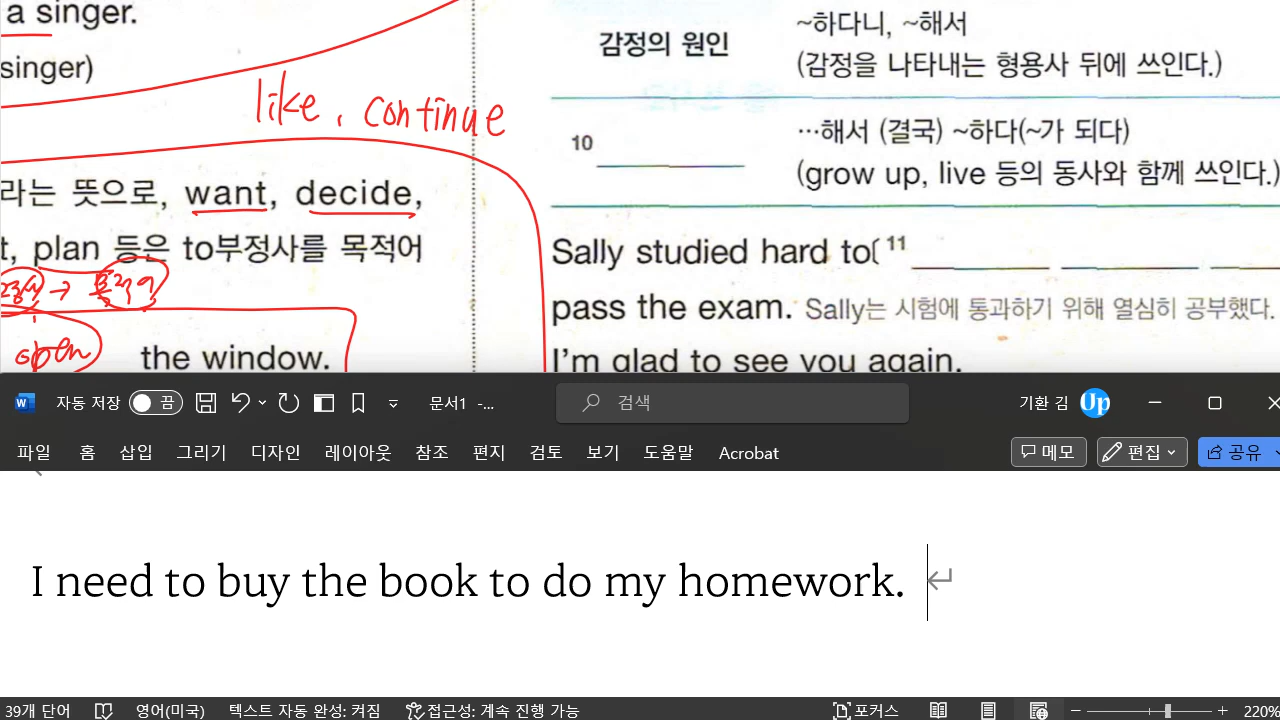 a singer.
singer)
like, continue
라는 뜻으로, want, decide,
t, plan 등은 to부정사를 목적어
→ 목적어
open
the window.
감정의 원인
~하다니, ~해서
(감정을 나타내는 형용사 뒤에 쓰인다.)
10
…해서 (결국) ~하다(~가 되다)
(grow up, live 등의 동사와 함께 쓰인다.)
Sally studied hard to( 11
pass the exam. Sally는 시험에 통과하기 위해 열심히 공부했다.
I'm glad to see you again.
자동 저장 끔 문서1 -... 검색 기환 김 Up
파일 홈 삽입 그리기 디자인 레이아웃 참조 편지 검토 보기 도움말 Acrobat 메모 편집 공유
I need to buy the book to do my homework.
39개 단어 영어(미국) 텍스트 자동 완성: 켜짐 접근성: 계속 진행 가능 포커스 220%